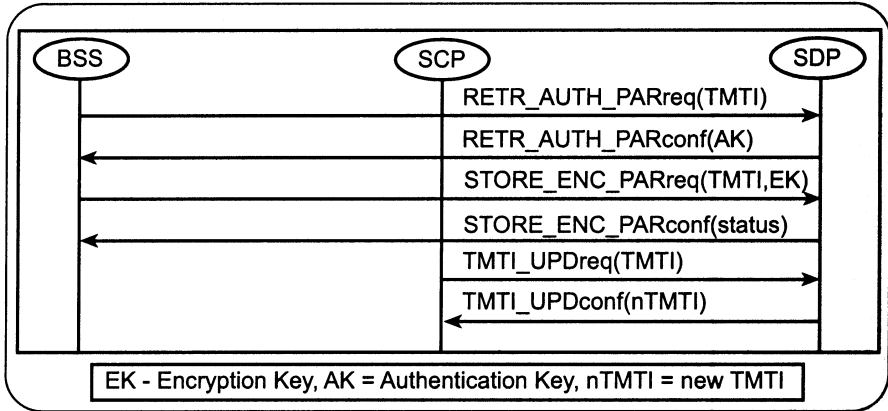 BSS SCP SDP
RETR_AUTH_PARreq(TMTI)
RETR_AUTH_PARconf(AK)
STORE_ENC_PARreq(TMTI,EK)
STORE_ENC_PARconf(status)
TMTI_UPDreq(TMTI)
TMTI_UPDconf(nTMTI)
EK - Encryption Key, AK = Authentication Key, nTMTI = new TMTI